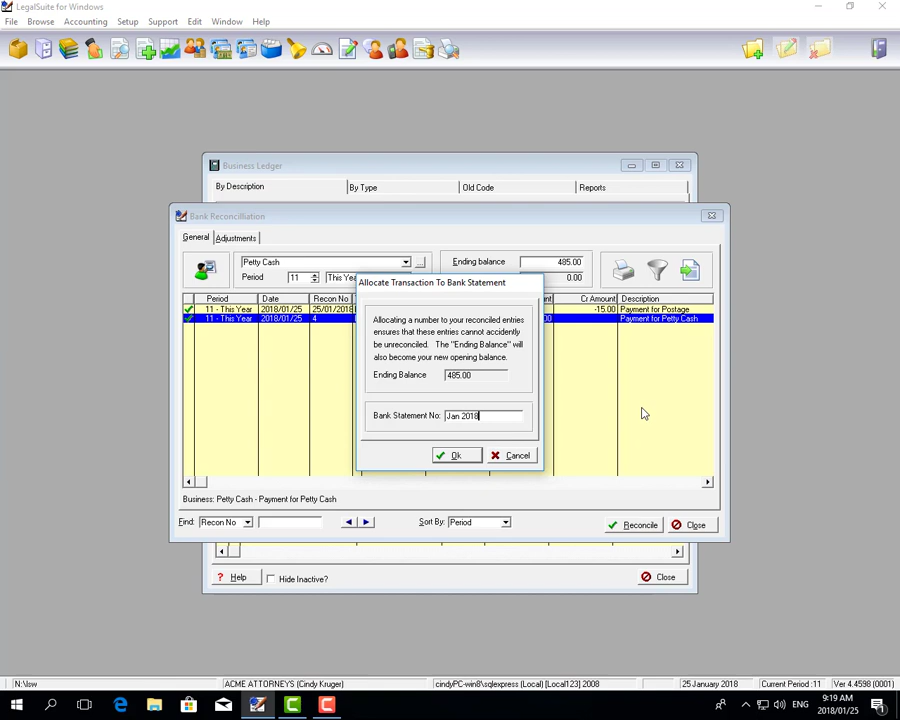 LegalSuite for Windows
File Browse Accounting Setup Support Edit Window Help
Business Ledger
By Description By Type Old Code Reports
Bank Reconcilliation
General Adjustments
Petty Cash Ending balance 485.00
Period 11 [This Yea 0.00
Allocate Transaction To Bank Statement
Period Date Recon No Cr Amount Description
11 - This Year 2018/01/25 25/01/2018 -15.00 Payment for Postage
11 - This Year 2018/01/25 4 Payment for Petty Cash
Allocating a number to your reconciled entries
ensures that these entries cannot accidently
be unreconciled. The "Ending Balance" will
also become your new opening balance.
Ending Balance 485.00
Bank Statement No: Jan 2018
Ok Cancel
Business: Petty Cash - Payment for Petty Cash
Find: Recon No Sort By: Period Reconcile Close
Help Hide Inactive? Close
N:\lsw ACME ATTORNEYS (Cindy Kruger) cindyPC-win8\sqlexpress (Local) [Local123] 2008 25 January 2018 Current Period :11 Ver 4.4598 (0001)
ENG 9:19 AM
2018/01/25